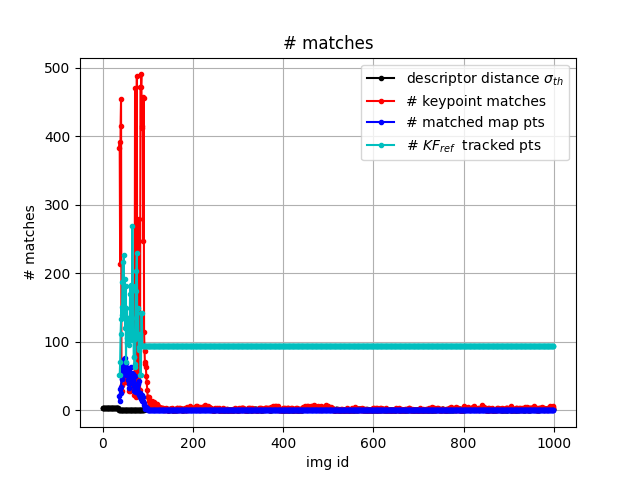 # matches
500
400
300
200
100
0
# matches
descriptor distance σth
# keypoint matches
# matched map pts
# KFref tracked pts
0 200 400 600 800 1000
img id